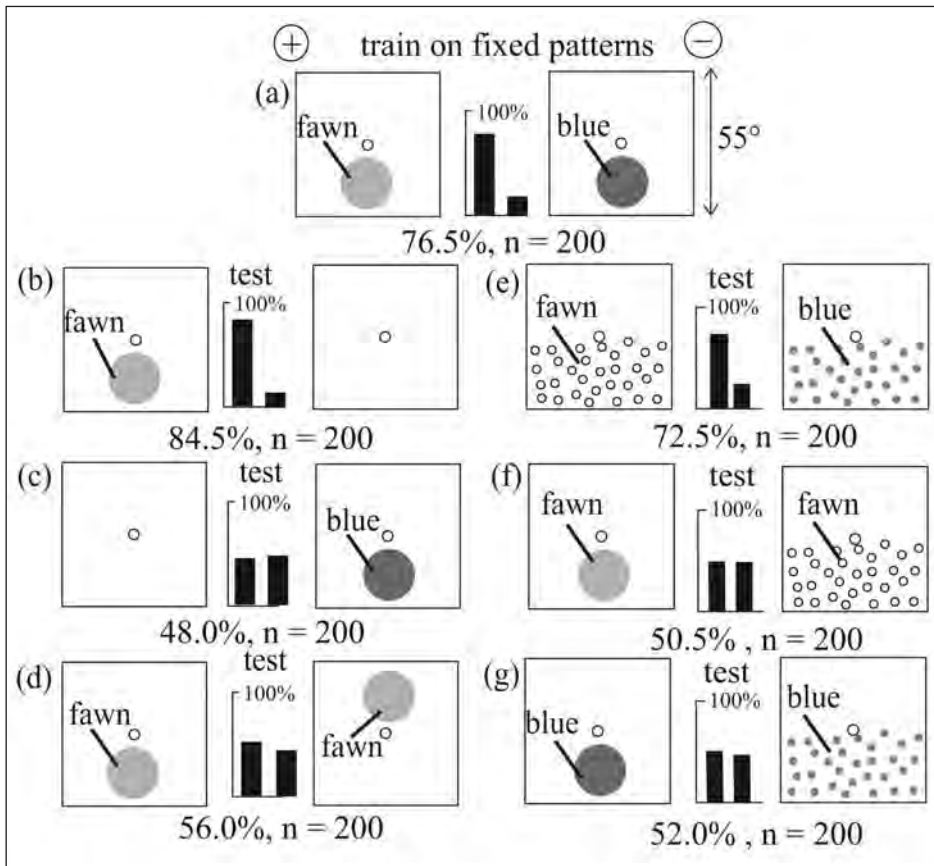 + train on fixed patterns −
(a)
fawn
100%
blue
55°
76.5%, n = 200
(b)
fawn
test
100%
84.5%, n = 200
(e)
fawn
test
100%
blue
72.5%, n = 200
(c)
test
100%
blue
48.0%, n = 200
(f)
fawn
test
100%
fawn
50.5% , n = 200
(d)
fawn
test
100%
fawn
56.0%, n = 200
(g)
blue
test
100%
blue
52.0%, n = 200